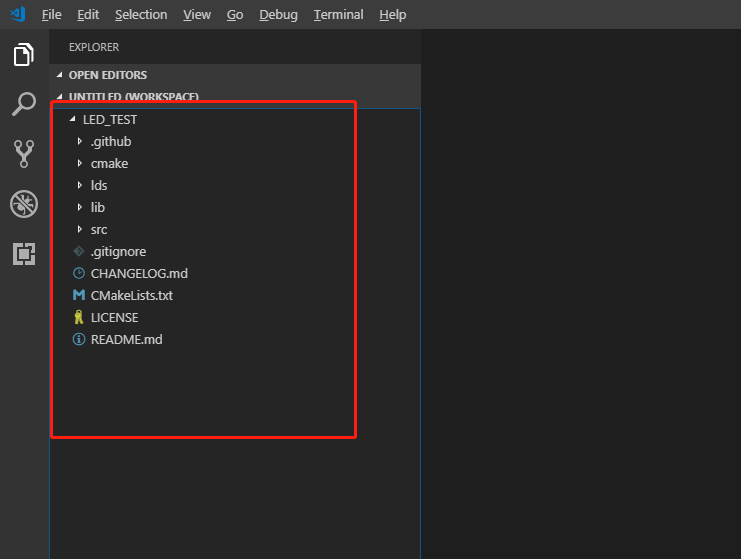 File Edit Selection View Go Debug Terminal Help
EXPLORER
OPEN EDITORS
UNTITLED (WORKSPACE)
LED_TEST
.github
cmake
lds
lib
src
.gitignore
CHANGELOG.md
CMakeLists.txt
LICENSE
README.md